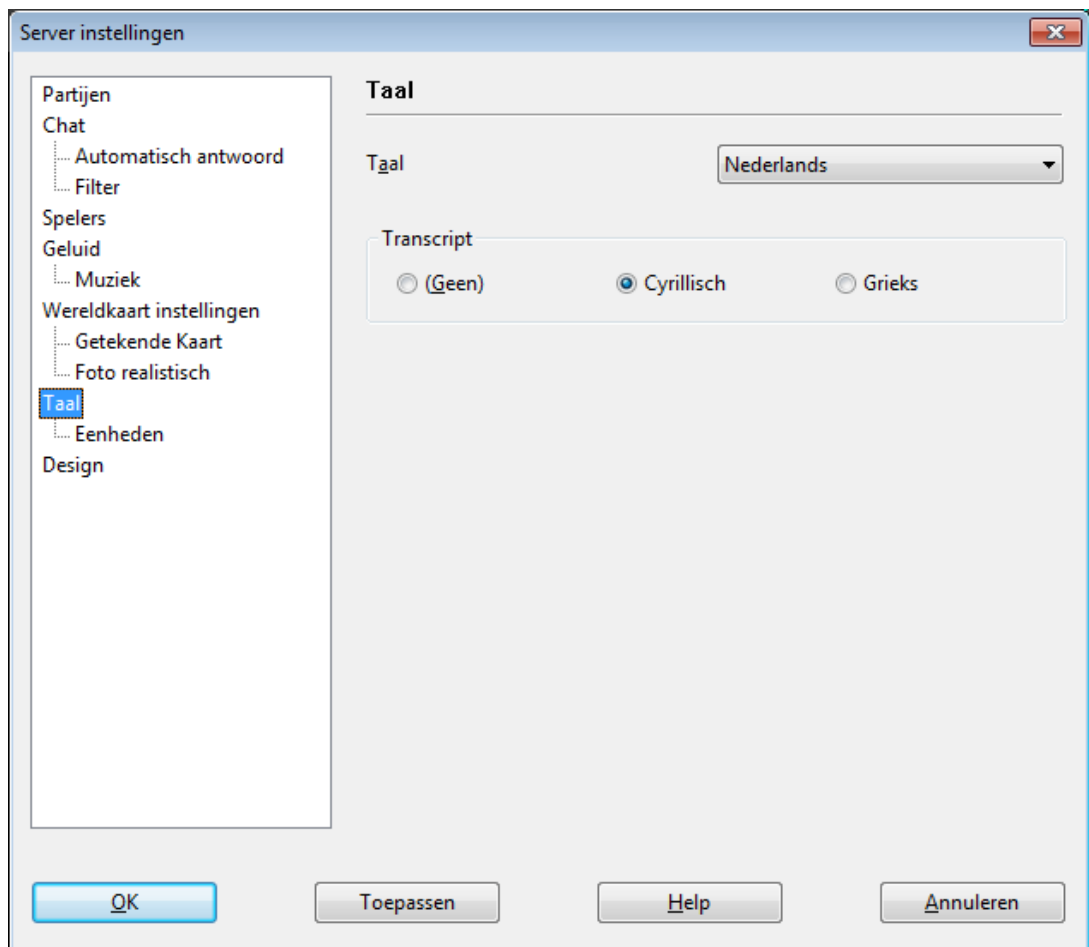 Server instellingen
Partijen
Chat
Automatisch antwoord
Filter
Spelers
Geluid
Muziek
Wereldkaart instellingen
Getekende Kaart
Foto realistisch
Taal
Eenheden
Design
Taal
Taal Nederlands
Transcript
(Geen) Cyrillisch Grieks
OK Toepassen Help Annuleren